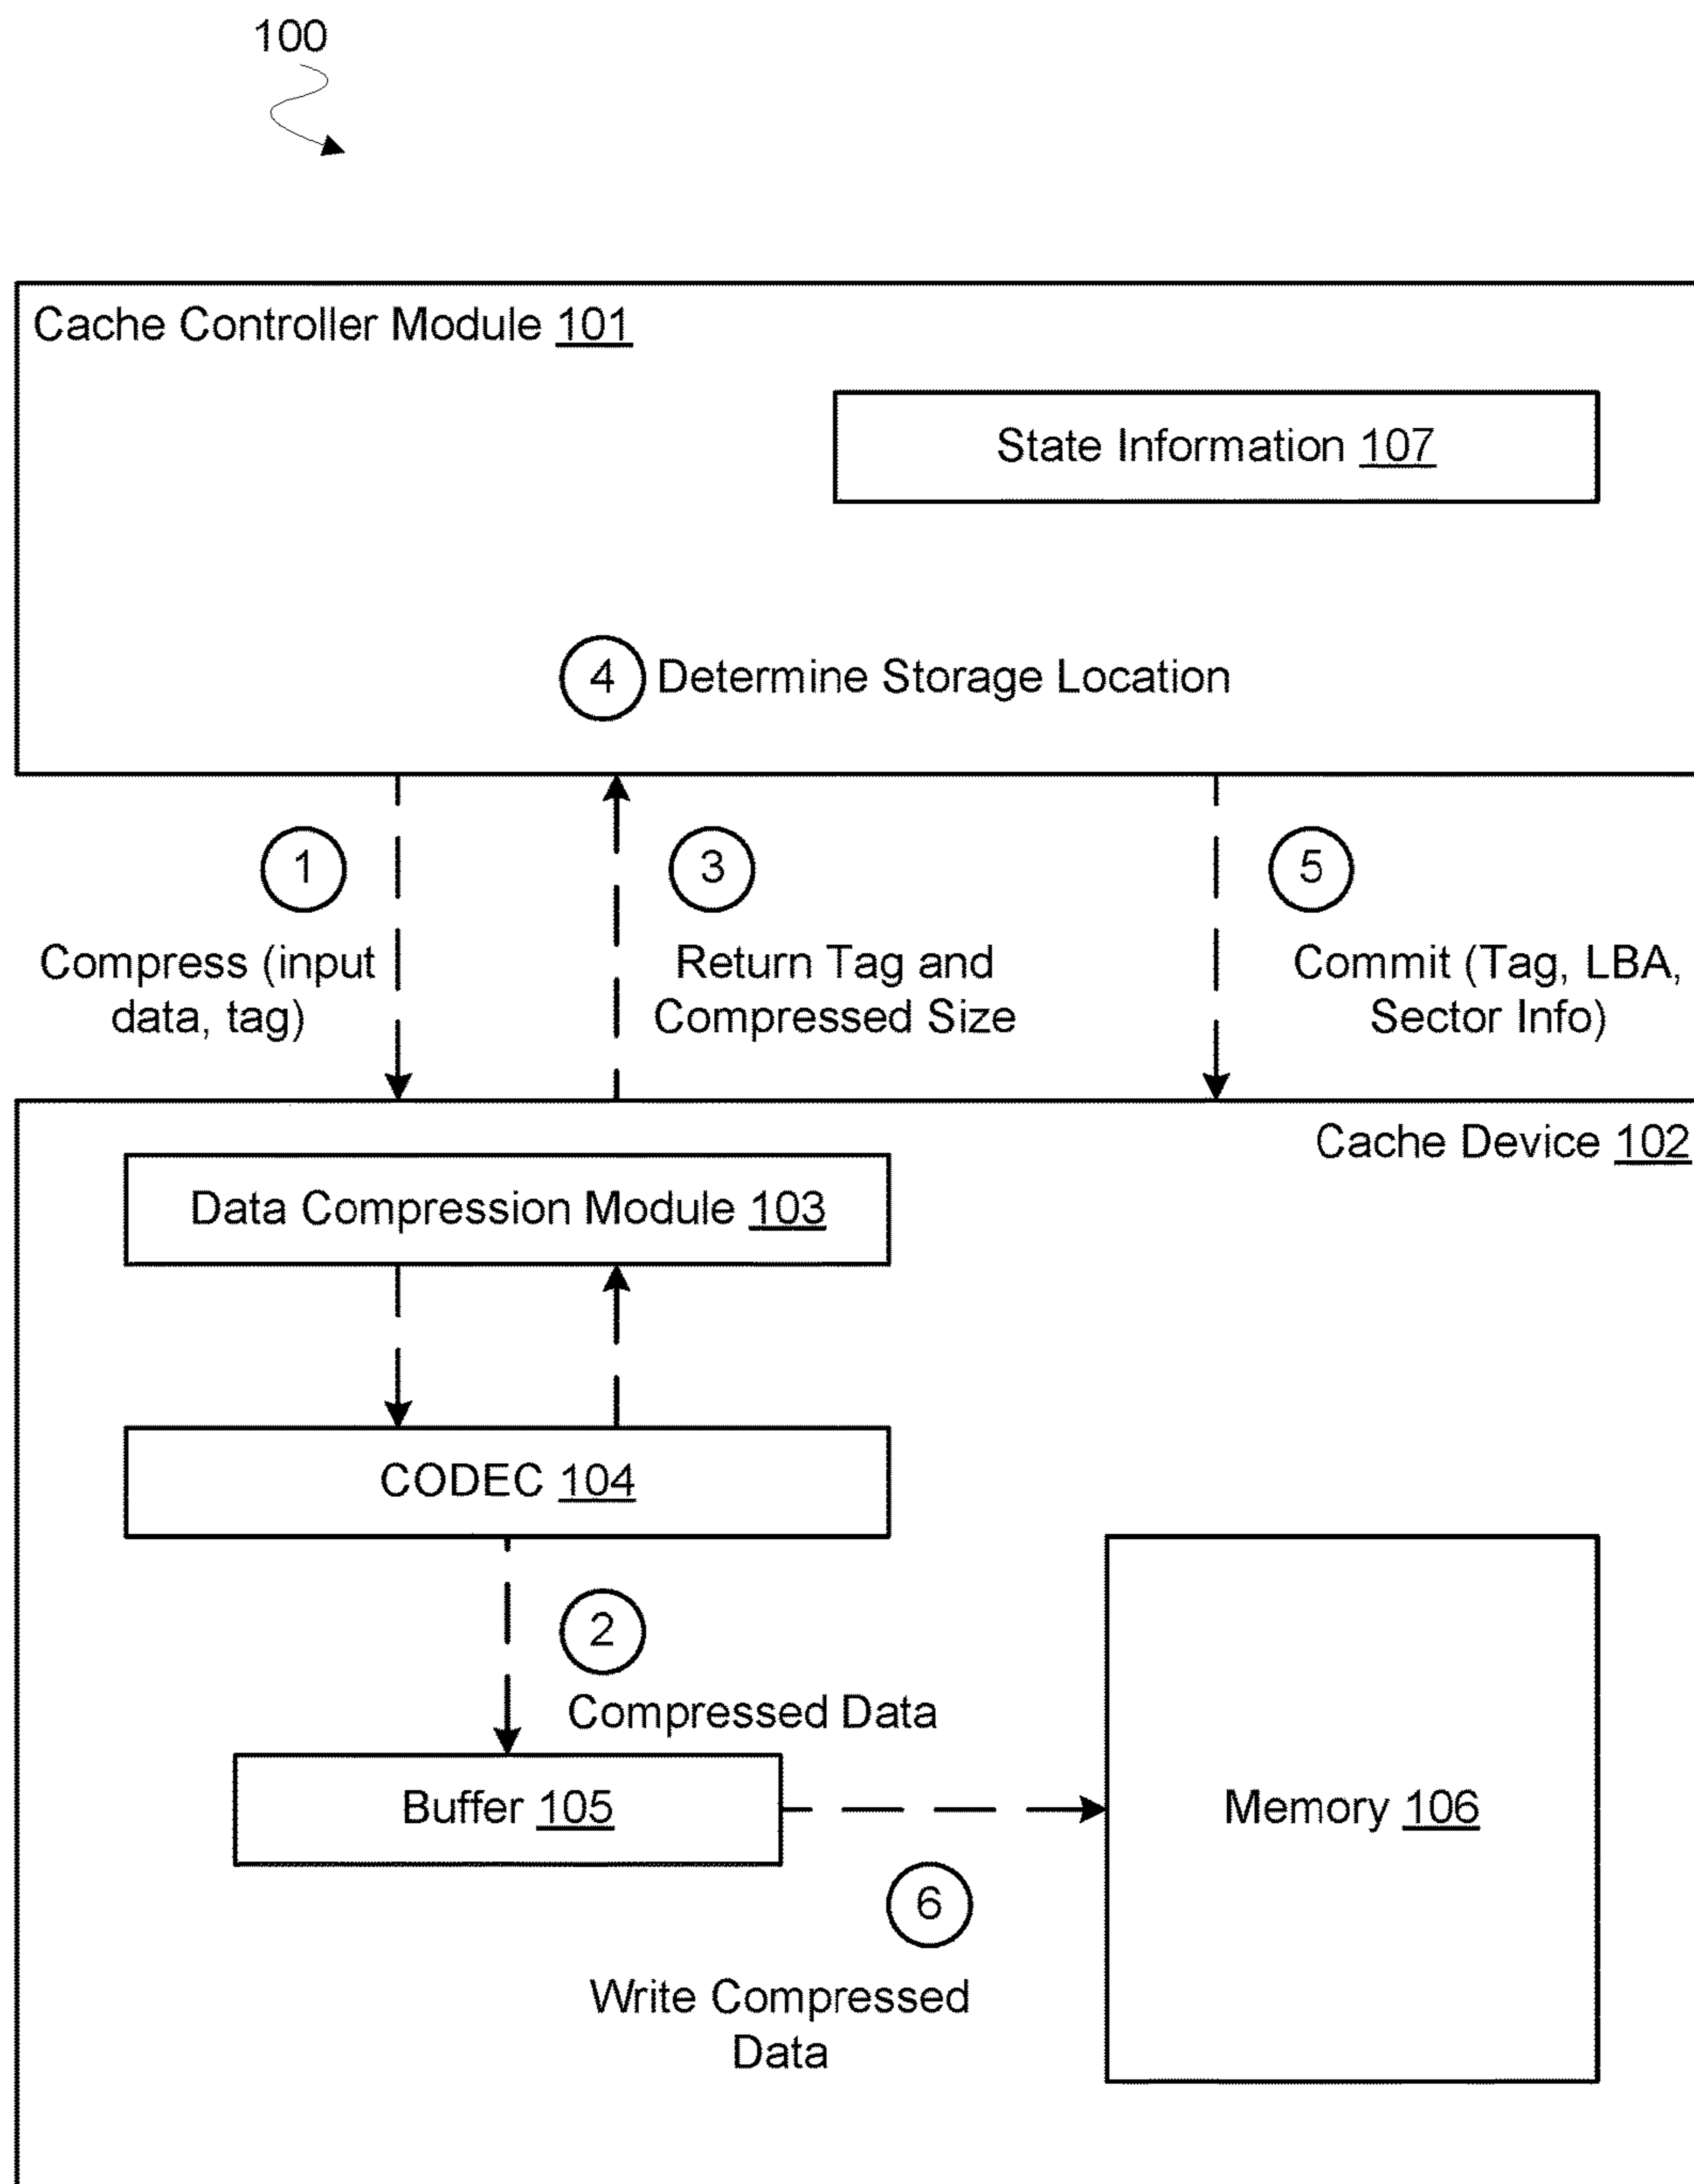 100
Cache Controller Module 101
State Information 107
4 Determine Storage Location
1
Compress (input
data, tag)
3
Return Tag and
Compressed Size
5
Commit (Tag, LBA,
Sector Info)
Cache Device 102
Data Compression Module 103
CODEC 104
2
Compressed Data
Buffer 105
Memory 106
6
Write Compressed
Data